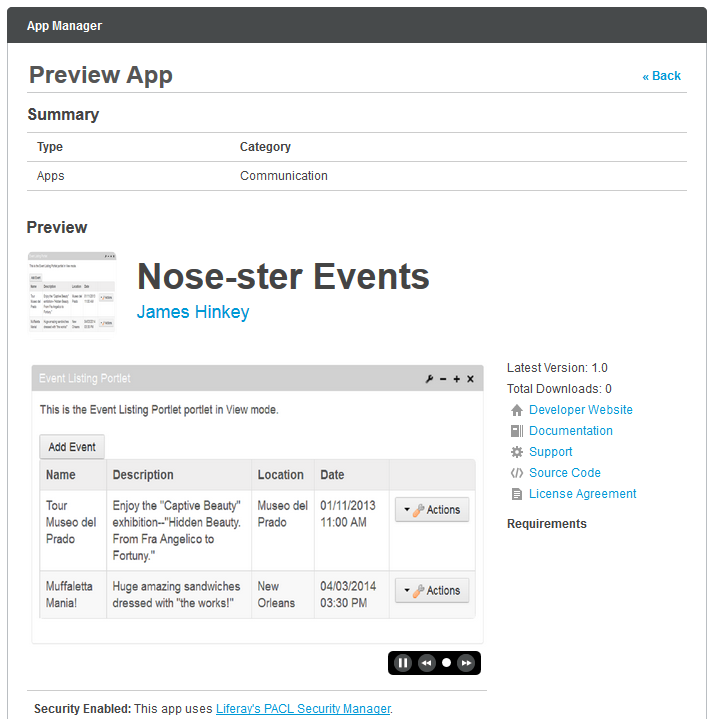 App Manager
Preview App
« Back
Summary
Type Category
Apps Communication
Preview
Nose-ster Events
James Hinkey
Event Listing Portlet
This is the Event Listing Portlet portlet in View mode.
Add Event
Name Description Location Date
Tour Enjoy the "Captive Beauty" Museo del 01/11/2013
Museo del exhibition--"Hidden Beauty. Prado 11:00 AM Actions
Prado From Fra Angelico to
Fortuny."
Muffaletta Huge amazing sandwiches New 04/03/2014
Mania! dressed with "the works!" Orleans 03:30 PM Actions
Latest Version: 1.0
Total Downloads: 0
Developer Website
Documentation
Support
Source Code
License Agreement
Requirements
Security Enabled: This app uses Liferay's PACL Security Manager.